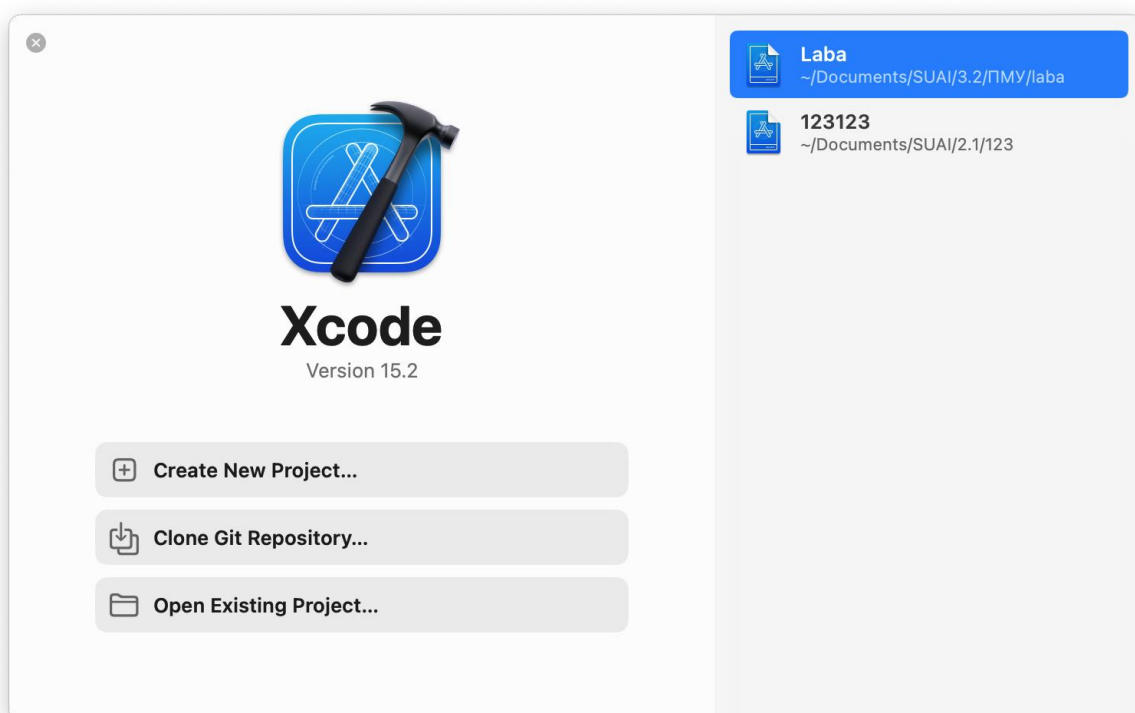 Xcode
Version 15.2
Create New Project...
Clone Git Repository...
Open Existing Project...
Laba
~/Documents/SUAI/3.2/ПМУ/laba
123123
~/Documents/SUAI/2.1/123